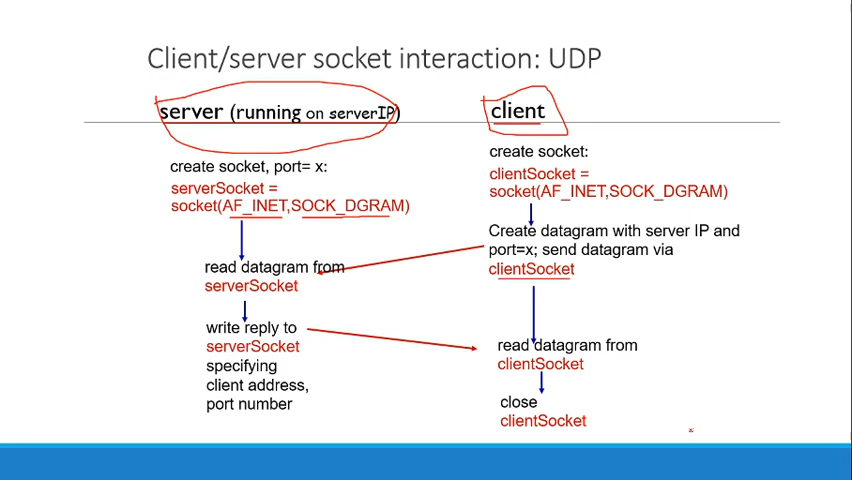 Client/server socket interaction: UDP
server (running on serverIP)
create socket, port= x:
serverSocket =
socket(AF_INET,SOCK_DGRAM)
read datagram from
serverSocket
write reply to
serverSocket
specifying
client address,
port number
client
create socket:
clientSocket =
socket(AF_INET,SOCK_DGRAM)
Create datagram with server IP and
port=x; send datagram via
clientSocket
read datagram from
clientSocket
close
clientSocket